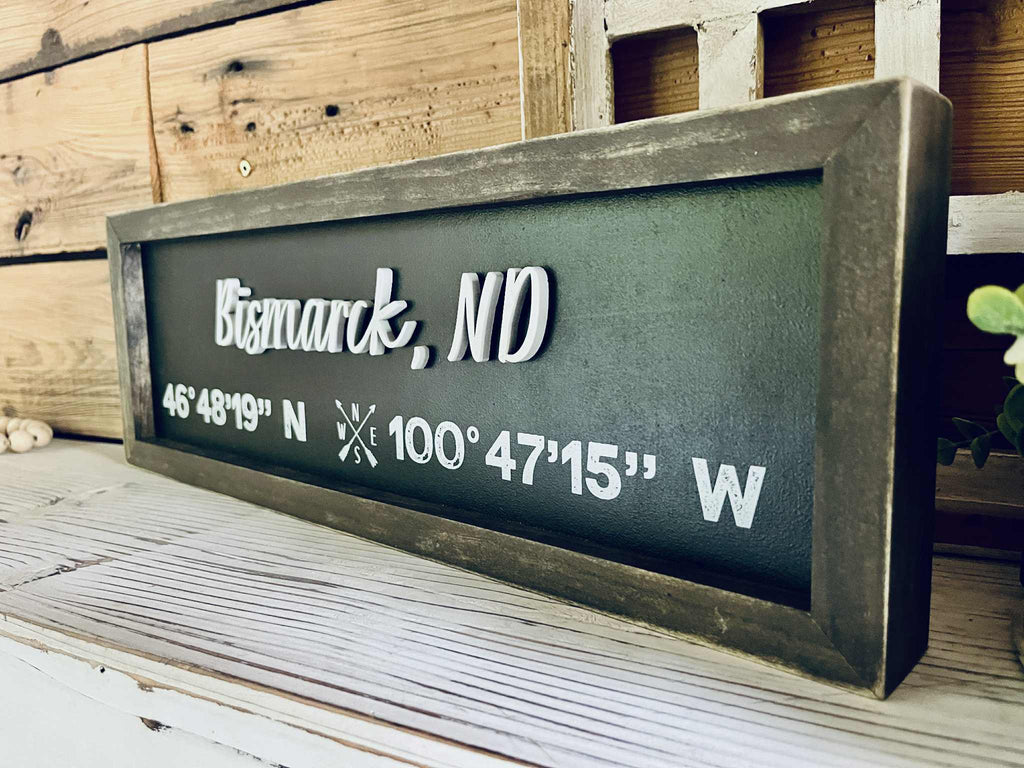 Bismarck, ND
46°48’19” N N W E S 100°47’15” W